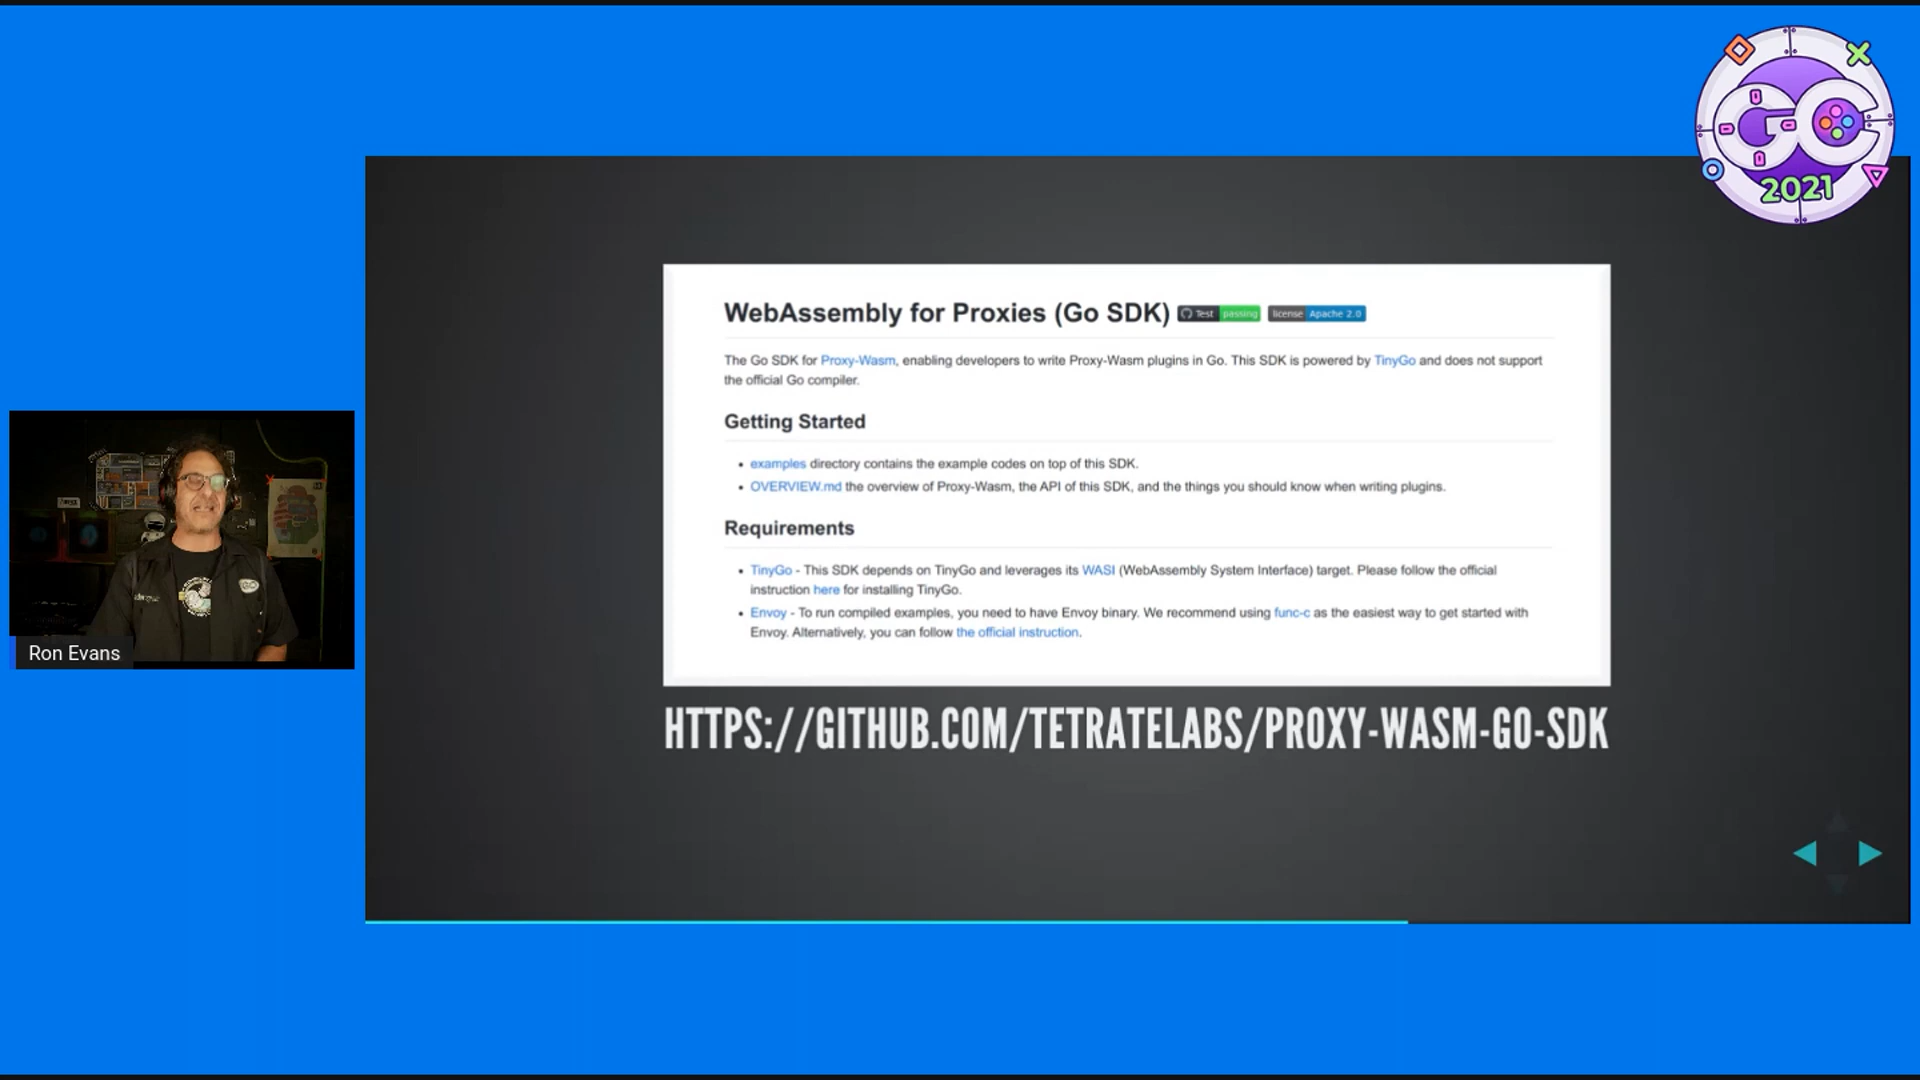 GC
2021
WebAssembly for Proxies (Go SDK) Test passing license Apache 2.0
The Go SDK for Proxy-Wasm, enabling developers to write Proxy-Wasm plugins in Go. This SDK is powered by TinyGo and does not support
the official Go compiler.
Getting Started
• examples directory contains the example codes on top of this SDK.
• OVERVIEW.md the overview of Proxy-Wasm, the API of this SDK, and the things you should know when writing plugins.
Requirements
• TinyGo - This SDK depends on TinyGo and leverages its WASI (WebAssembly System Interface) target. Please follow the official
instruction here for installing TinyGo.
• Envoy - To run compiled examples, you need to have Envoy binary. We recommend using func-c as the easiest way to get started with
Envoy. Alternatively, you can follow the official instruction.
HTTPS://GITHUB.COM/TETRATELABS/PROXY-WASM-GO-SDK
GO
Ron Evans